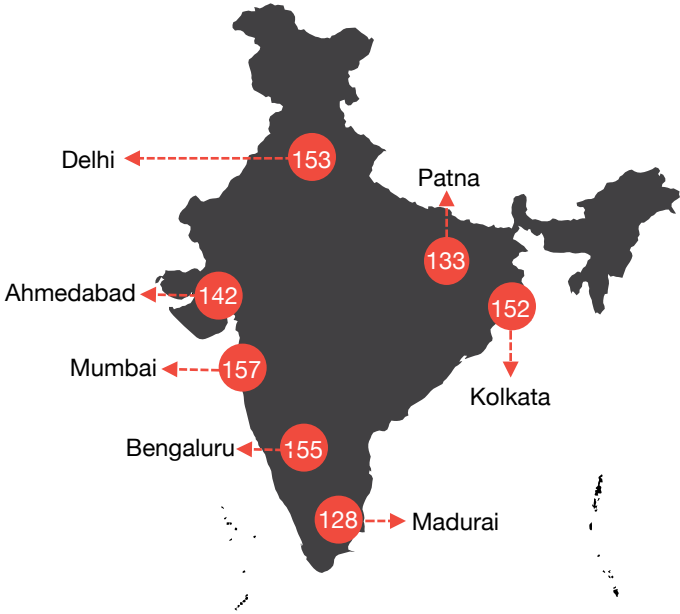 Delhi
153
Patna
133
Ahmedabad
142
152
Mumbai
157
Kolkata
Bengaluru
155
128
Madurai